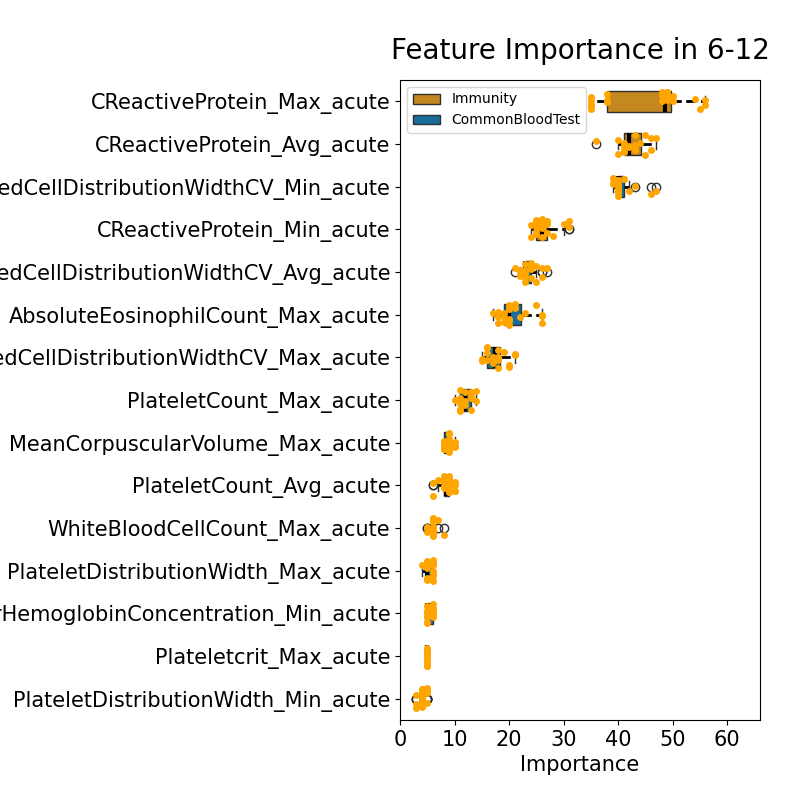 Feature Importance in 6-12
Immunity
CommonBloodTest
CReactiveProtein_Max_acute
CReactiveProtein_Avg_acute
edCellDistributionWidthCV_Min_acute
CReactiveProtein_Min_acute
edCellDistributionWidthCV_Avg_acute
AbsoluteEosinophilCount_Max_acute
edCellDistributionWidthCV_Max_acute
PlateletCount_Max_acute
MeanCorpuscularVolume_Max_acute
PlateletCount_Avg_acute
WhiteBloodCellCount_Max_acute
PlateletDistributionWidth_Max_acute
rHemoglobinConcentration_Min_acute
Plateletcrit_Max_acute
PlateletDistributionWidth_Min_acute
0 10 20 30 40 50 60
Importance